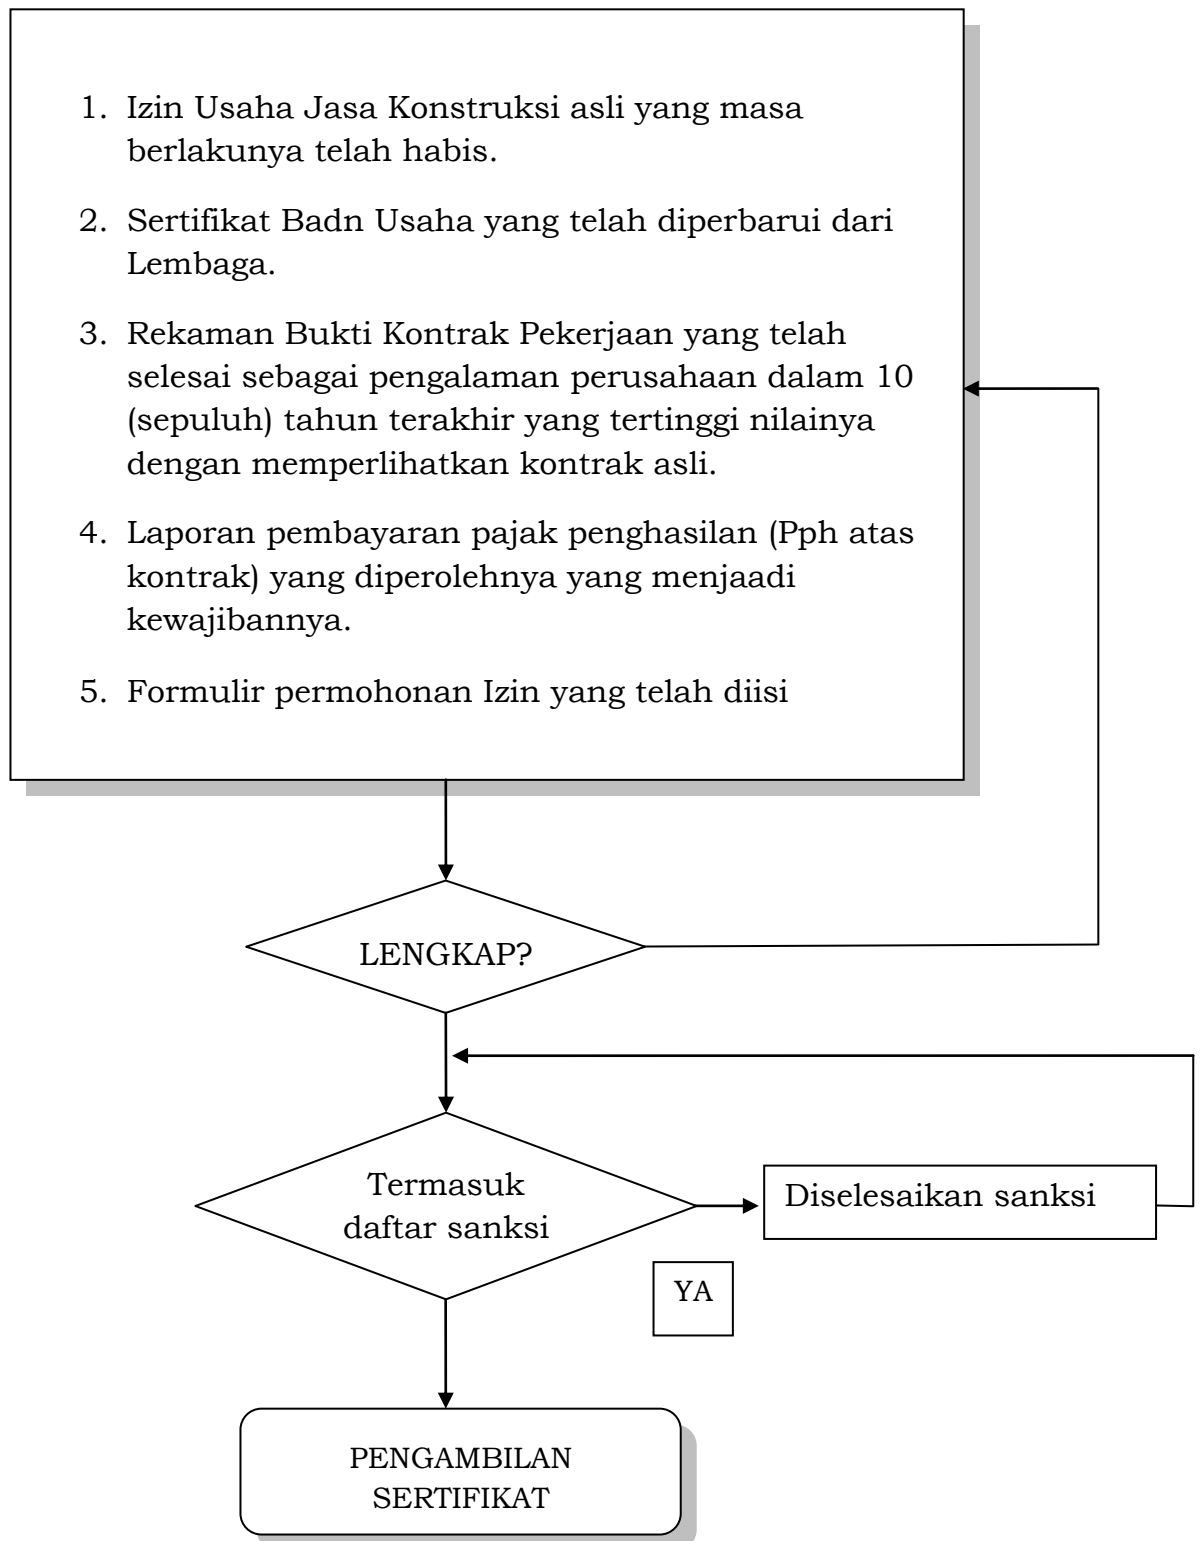 1. Izin Usaha Jasa Konstruksi asli yang masa
berlakunya telah habis.
2. Sertifikat Badn Usaha yang telah diperbarui dari
Lembaga.
3. Rekaman Bukti Kontrak Pekerjaan yang telah
selesai sebagai pengalaman perusahaan dalam 10
(sepuluh) tahun terakhir yang tertinggi nilainya
dengan memperlihatkan kontrak asli.
4. Laporan pembayaran pajak penghasilan (Pph atas
kontrak) yang diperolehnya yang menjaadi
kewajibannya.
5. Formulir permohonan Izin yang telah diisi
LENGKAP?
Termasuk
daftar sanksi
Diselesaikan sanksi
YA
PENGAMBILAN
SERTIFIKAT